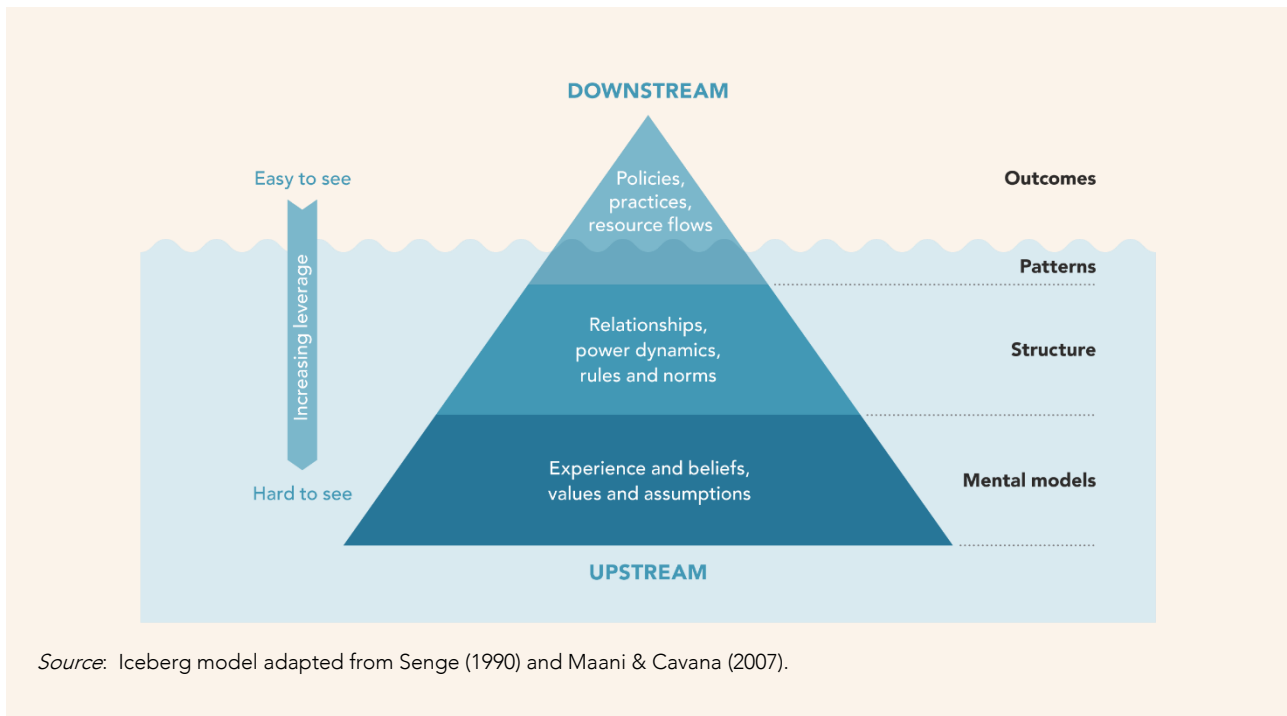 DOWNSTREAM
Easy to see
Policies,
practices,
resource flows
Outcomes
Patterns
Increasing leverage
Relationships,
power dynamics,
rules and norms
Structure
Experience and beliefs,
values and assumptions
Mental models
Hard to see
UPSTREAM
Source: Iceberg model adapted from Senge (1990) and Maani & Cavana (2007).